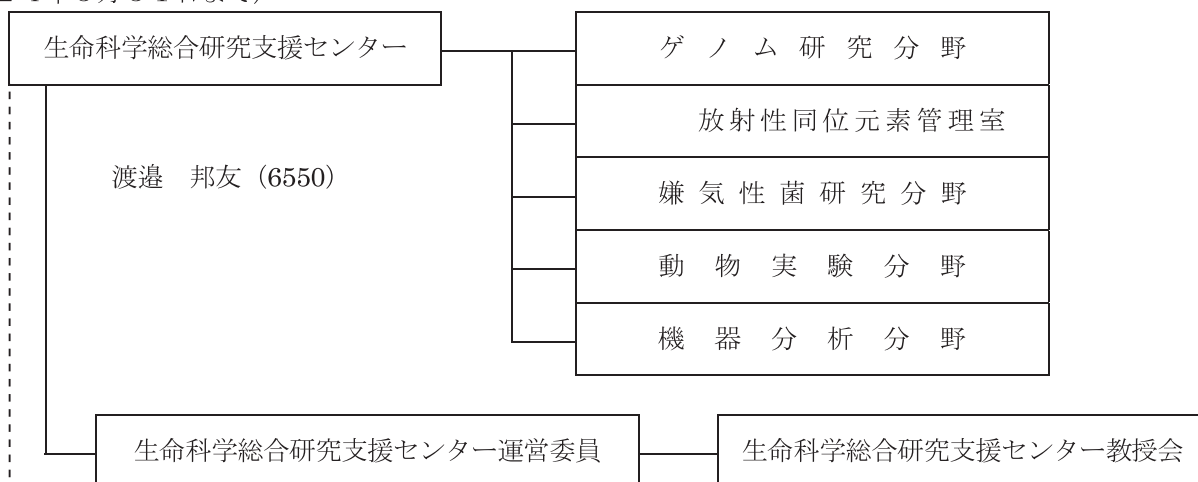 生命科学総合研究支援センター
ゲノム研究分野
放射性同位元素管理室
渡邉 邦友（6550）
嫌気性菌研究分野
動物実験分野
機器分析分野
生命科学総合研究支援センター運営委員
生命科学総合研究支援センター教授会